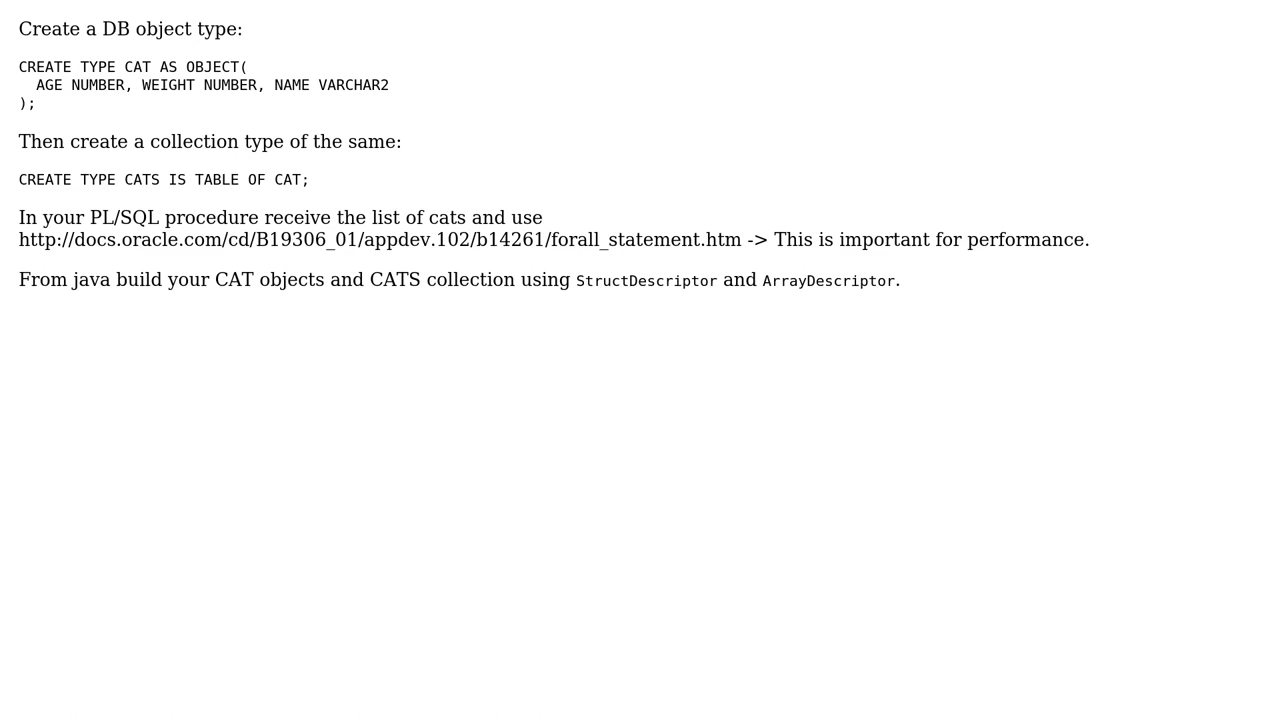 Create a DB object type:
CREATE TYPE CAT AS OBJECT(
  AGE NUMBER, WEIGHT NUMBER, NAME VARCHAR2
);
Then create a collection type of the same:
CREATE TYPE CATS IS TABLE OF CAT;
In your PL/SQL procedure receive the list of cats and use
http://docs.oracle.com/cd/B19306_01/appdev.102/b14261/forall_statement.htm -> This is important for performance.
From java build your CAT objects and CATS collection using StructDescriptor and ArrayDescriptor.